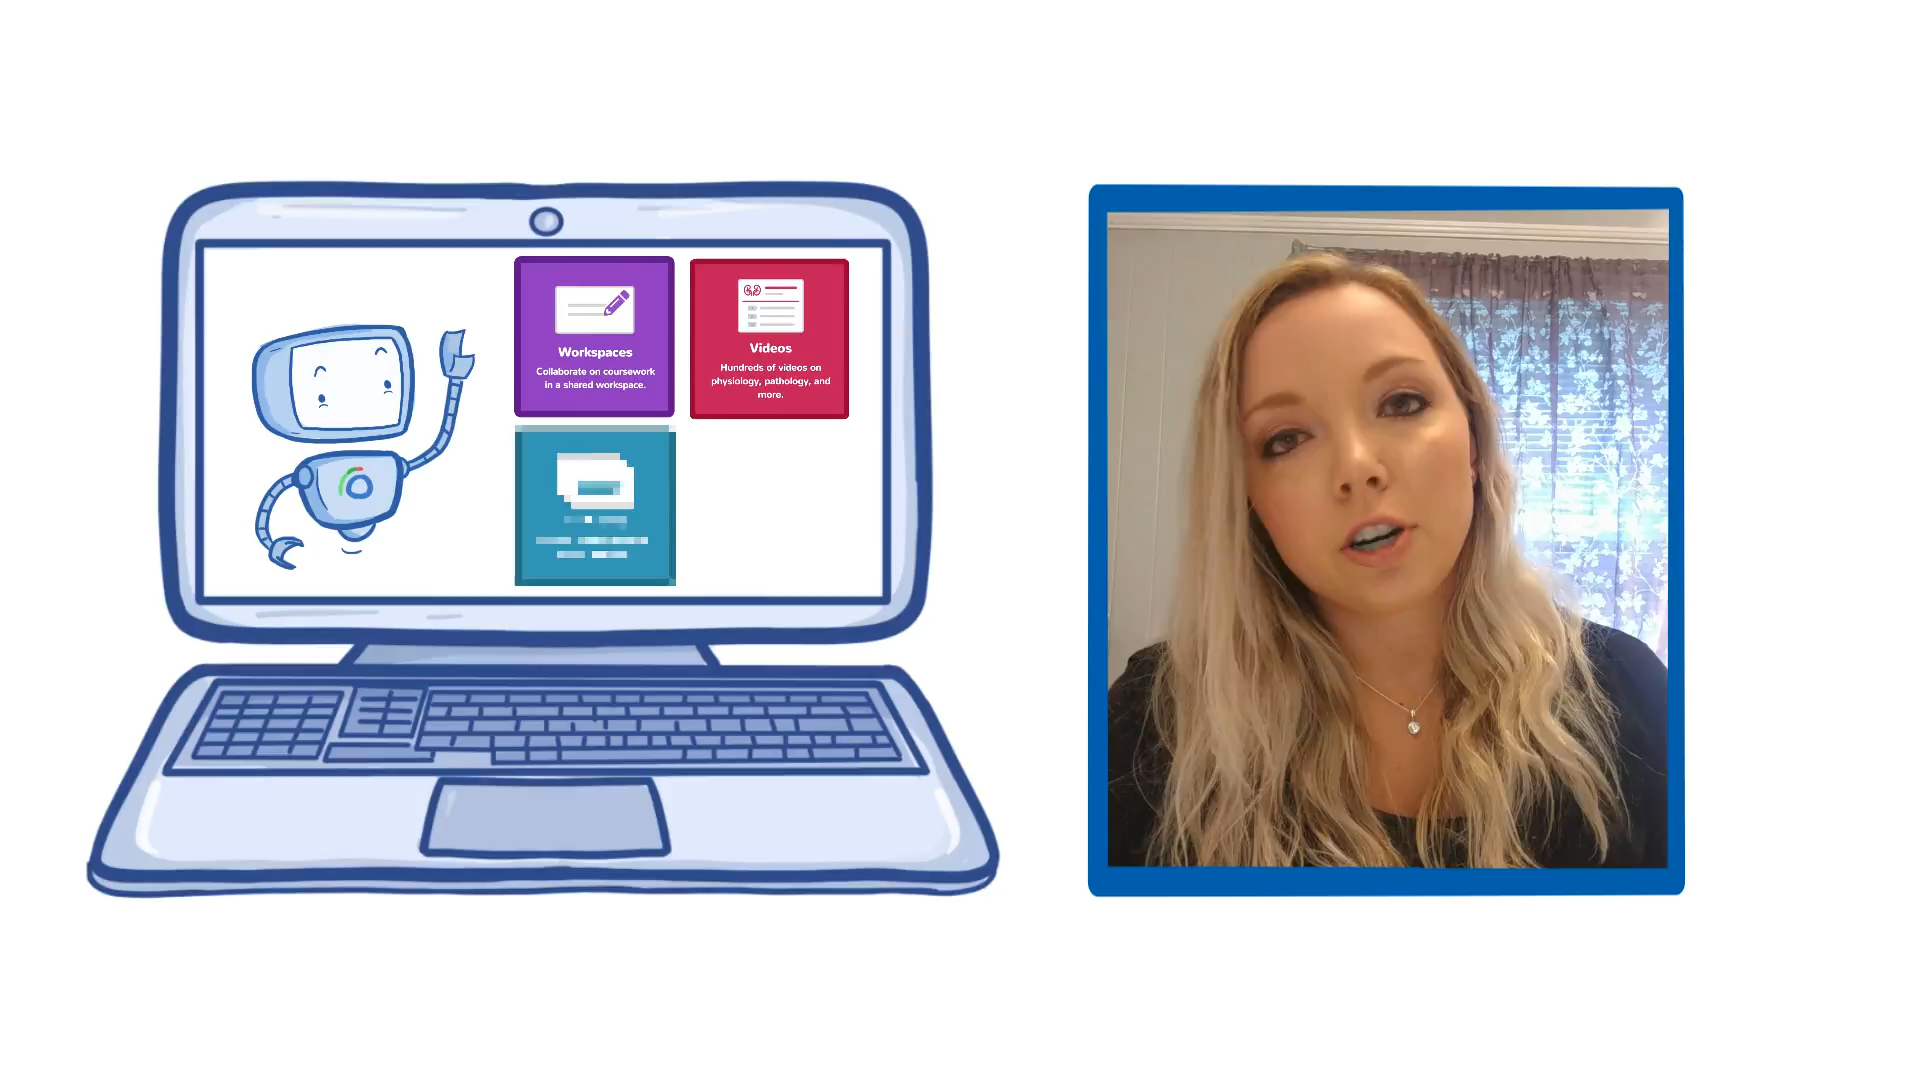 Workspaces
Collaborate on coursework
in a shared workspace.
Videos
Hundreds of videos on
physiology, pathology, and
more.